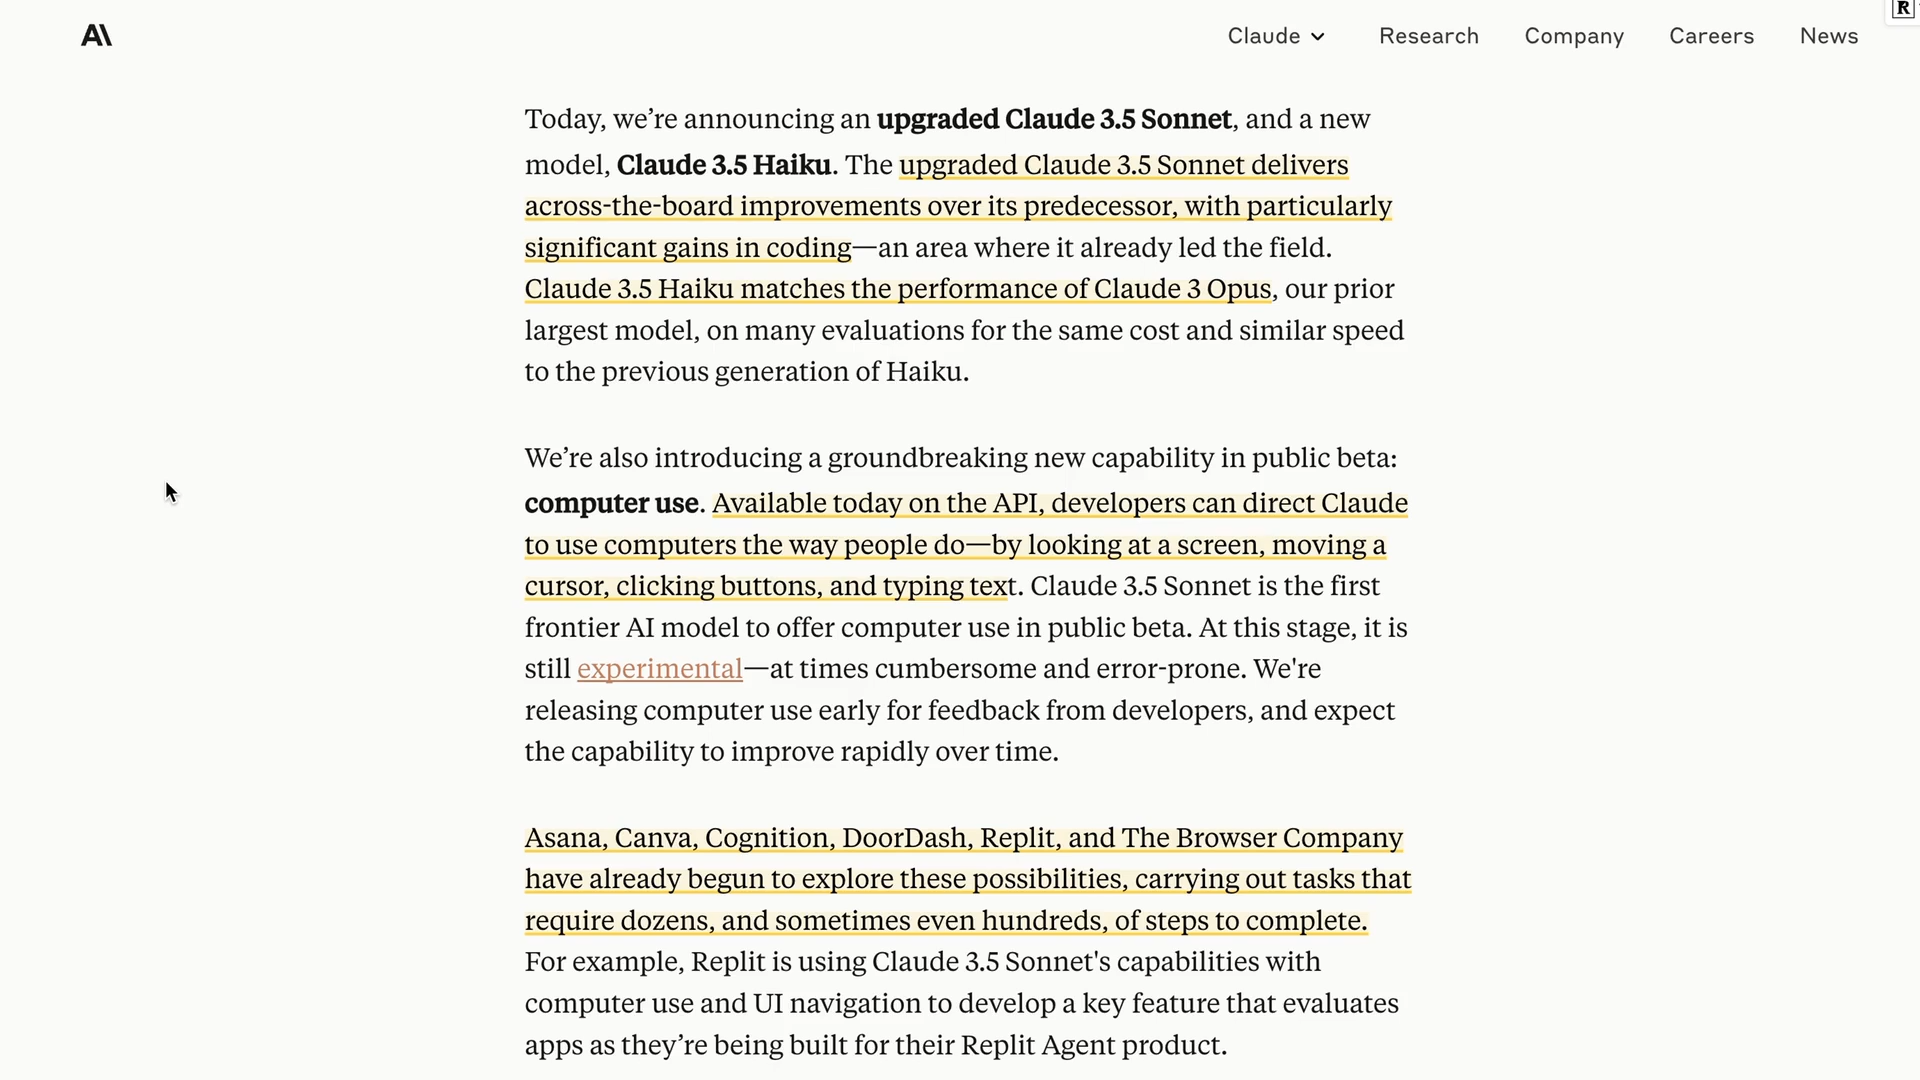 A\
Claude Research Company Careers News
R
Today, we’re announcing an upgraded Claude 3.5 Sonnet, and a new
model, Claude 3.5 Haiku. The upgraded Claude 3.5 Sonnet delivers
across-the-board improvements over its predecessor, with particularly
significant gains in coding—an area where it already led the field.
Claude 3.5 Haiku matches the performance of Claude 3 Opus, our prior
largest model, on many evaluations for the same cost and similar speed
to the previous generation of Haiku.
We’re also introducing a groundbreaking new capability in public beta:
computer use. Available today on the API, developers can direct Claude
to use computers the way people do—by looking at a screen, moving a
cursor, clicking buttons, and typing text. Claude 3.5 Sonnet is the first
frontier AI model to offer computer use in public beta. At this stage, it is
still experimental—at times cumbersome and error-prone. We're
releasing computer use early for feedback from developers, and expect
the capability to improve rapidly over time.
Asana, Canva, Cognition, DoorDash, Replit, and The Browser Company
have already begun to explore these possibilities, carrying out tasks that
require dozens, and sometimes even hundreds, of steps to complete.
For example, Replit is using Claude 3.5 Sonnet's capabilities with
computer use and UI navigation to develop a key feature that evaluates
apps as they’re being built for their Replit Agent product.